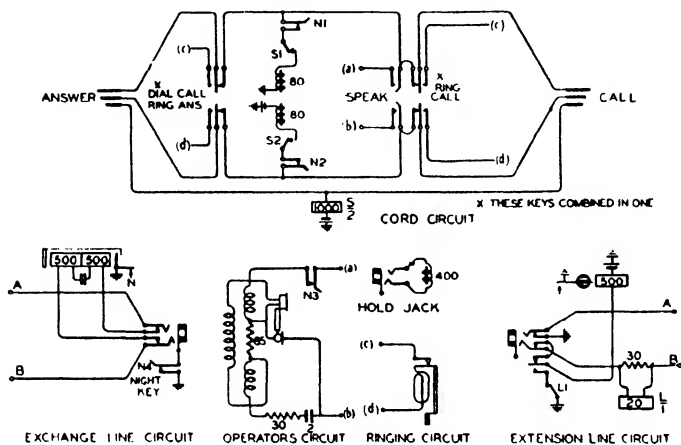 N1
(c)
(c)
S1
(a)
80
X
RING
CALL
X
DIAL CALL
RING ANS
ANSWER
SPEAK
CALL
80
(b)
(d)
S2
(d)
N2
S/2
1000
X THESE KEYS COMBINED IN ONE
CORD CIRCUIT
500 500
N
A
A
N4
NIGHT
KEY
B
EXCHANGE LINE CIRCUIT
(a)
N3
85
30
2
(b)
OPERATORS CIRCUIT
400
HOLD JACK
(c)
(d)
RINGING CIRCUIT
500
A
30
B
L1
20
L/1
EXTENSION LINE CIRCUIT